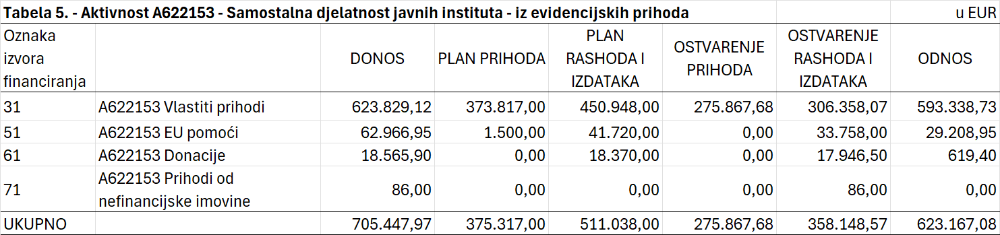 Tabela 5. - Aktivnost A622153 - Samostalna djelatnost javnih instituta - iz evidencijskih prihoda u EUR
Oznaka izvora financiranja DONOS PLAN PRIHODA PLAN RASHODA I IZDATAKA OSTVARENJE PRIHODA OSTVARENJE RASHODA I IZDATAKA ODNOS
31 A622153 Vlastiti prihodi 623.829,12 373.817,00 450.948,00 275.867,68 306.358,07 593.338,73
51 A622153 EU pomoći 62.966,95 1.500,00 41.720,00 0,00 33.758,00 29.208,95
61 A622153 Donacije 18.565,90 0,00 18.370,00 0,00 17.946,50 619,40
71 A622153 Prihodi od nefinancijske imovine 86,00 0,00 0,00 0,00 86,00 0,00
UKUPNO 705.447,97 375.317,00 511.038,00 275.867,68 358.148,57 623.167,08